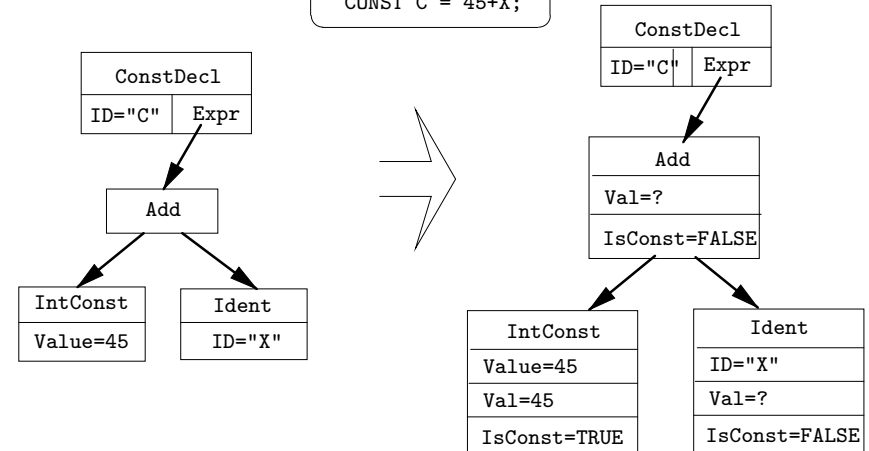 CONST C = 45+X;
ConstDecl
ID="C" Expr
Add
IntConst
Value=45
Ident
ID="X"
ConstDecl
ID="C" Expr
Add
Val=?
IsConst=FALSE
IntConst
Value=45
Val=45
IsConst=TRUE
Ident
ID="X"
Val=?
IsConst=FALSE